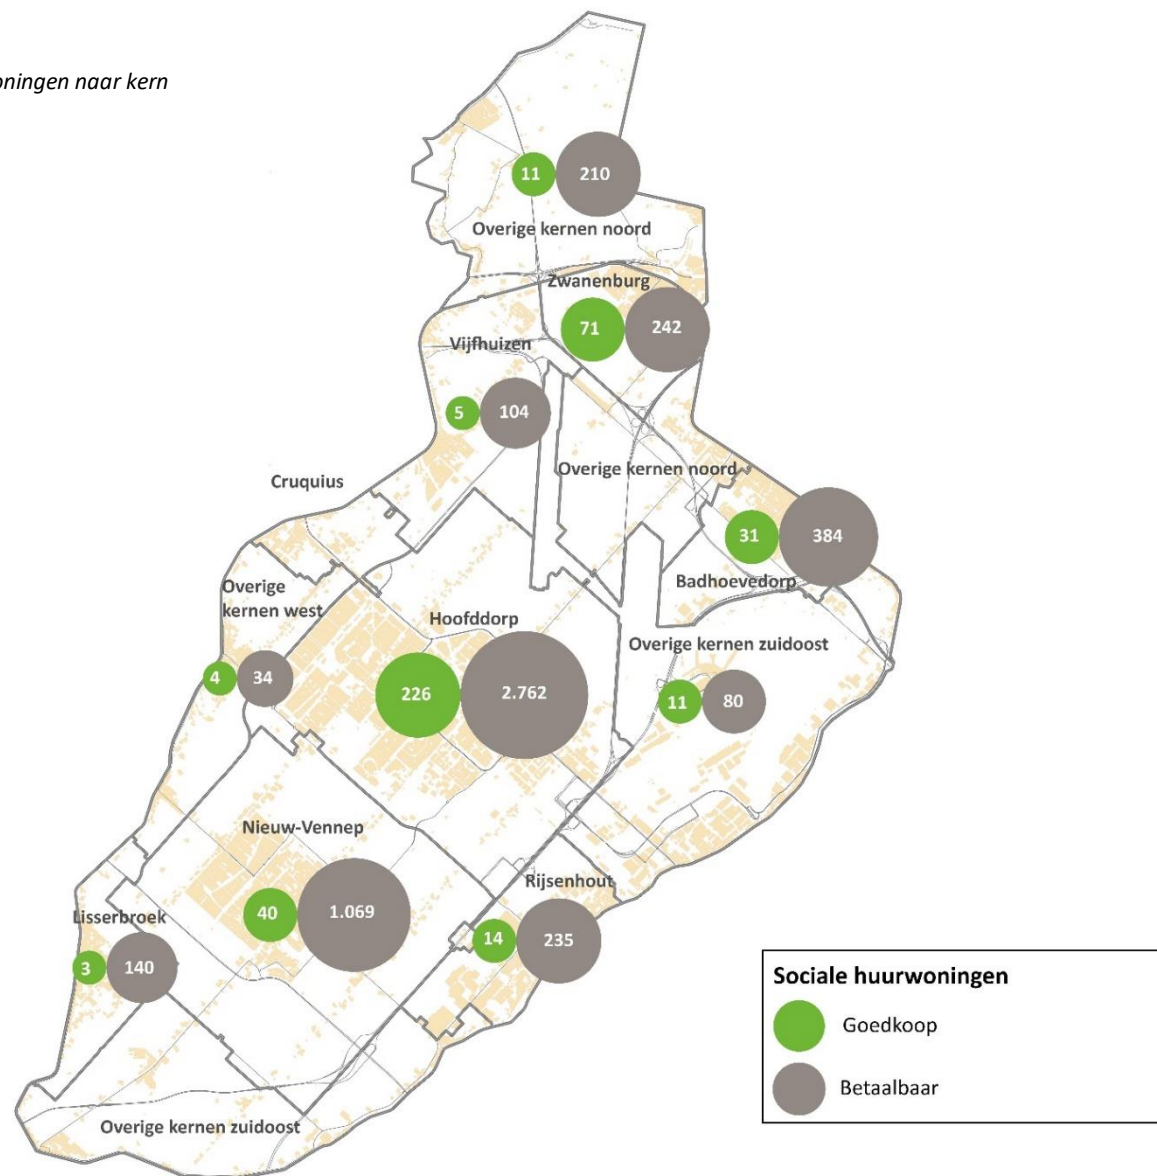 naar kern
11
210
Overige kernen noord
Zwanenburg
71
242
Vijfhuizen
5
104
Overige kernen noord
Cruquius
31
384
Badhoevedorp
Overige
kernen west
Hoofddorp
Overige kernen zuidoost
4
34
226
2.762
11
80
Nieuw-Vennep
Rijsenhout
40
1.069
Lisserbroek
14
235
3
140
Sociale huurwoningen
Goedkoop
Betaalbaar
Overige kernen zuidoost